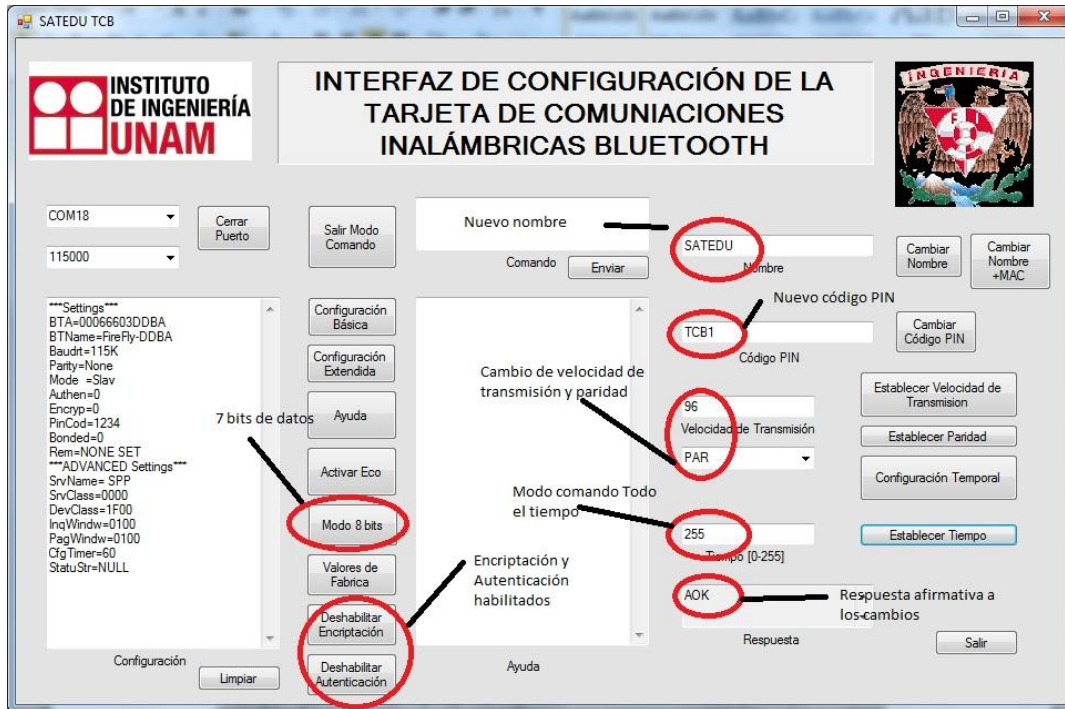 SATEDU TCB
INSTITUTO
DE INGENIERÍA
UNAM
INTERFAZ DE CONFIGURACIÓN DE LA
TARJETA DE COMUNIACIONES
INALÁMBRICAS BLUETOOTH
INGENIERIA
COM18
Cerrar
Puerto
115000
Salir Modo
Comando
Nuevo nombre
Comando
Enviar
SATEDU
Nombre
Cambiar
Nombre
Cambiar
Nombre
+MAC
***Settings***
BTA=00066603DDBA
BTName=FireFly-DDBA
Baudrt=115K
Parity=None
Mode =Slav
Authen=0
Encryp=0
PinCod=1234
Bonded=0
Rem=NONE SET
***ADVANCED Settings***
SrvName= SPP
SrvClass=0000
DevClass=1F00
InqWindw=0100
PagWindw=0100
CfgTimer=60
StatuStr=NULL
Configuración
Limpiar
7 bits de datos
Configuración
Básica
Configuración
Extendida
Ayuda
Activar Eco
Modo 8 bits
Valores de
Fabrica
Deshabilitar
Encriptación
Deshabilitar
Autenticación
Encriptación y
Autenticación
habilitados
Ayuda
Nuevo código PIN
TCB1
Código PIN
Cambiar
Código PIN
Cambio de velocidad de
transmisión y paridad
96
Velocidad de Transmisión
PAR
Establecer Velocidad de
Transmision
Establecer Paridad
Configuración Temporal
Modo comando Todo
el tiempo
255
Tiempo [0-255]
Establecer Tiempo
AOK
Respuesta afirmativa a
los cambios
Respuesta
Salir